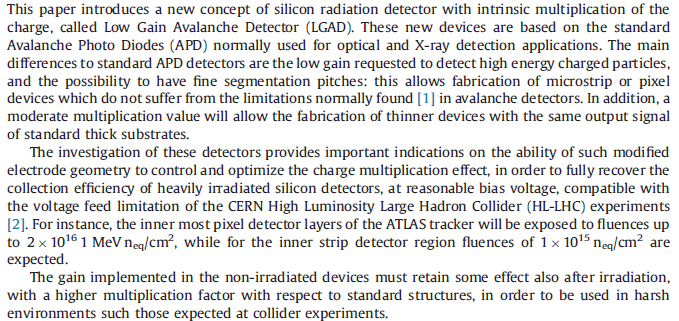 This paper introduces a new concept of silicon radiation detector with intrinsic multiplication of the
charge, called Low Gain Avalanche Detector (LGAD). These new devices are based on the standard
Avalanche Photo Diodes (APD) normally used for optical and X-ray detection applications. The main
differences to standard APD detectors are the low gain requested to detect high energy charged particles,
and the possibility to have fine segmentation pitches: this allows fabrication of microstrip or pixel
devices which do not suffer from the limitations normally found [1] in avalanche detectors. In addition, a
moderate multiplication value will allow the fabrication of thinner devices with the same output signal
of standard thick substrates.
The investigation of these detectors provides important indications on the ability of such modified
electrode geometry to control and optimize the charge multiplication effect, in order to fully recover the
collection efficiency of heavily irradiated silicon detectors, at reasonable bias voltage, compatible with
the voltage feed limitation of the CERN High Luminosity Large Hadron Collider (HL-LHC) experiments
[2]. For instance, the inner most pixel detector layers of the ATLAS tracker will be exposed to fluences up
to 2 × 10¹⁶ 1 MeV n_eq/cm², while for the inner strip detector region fluences of 1 × 10¹⁵ n_eq/cm² are
expected.
The gain implemented in the non-irradiated devices must retain some effect also after irradiation,
with a higher multiplication factor with respect to standard structures, in order to be used in harsh
environments such those expected at collider experiments.